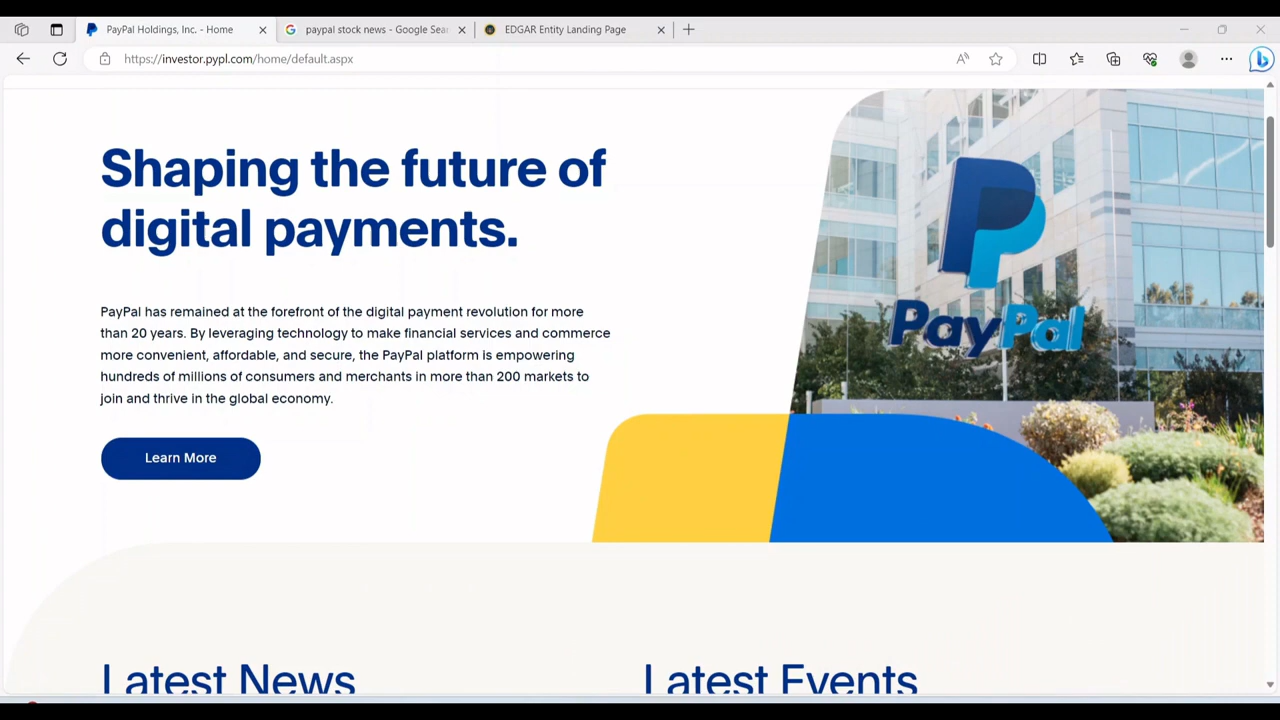 PayPal Holdings, Inc. - Home
paypal stock news - Google Sea
EDGAR Entity Landing Page
https://investor.pypl.com/home/default.aspx
Shaping the future of
digital payments.
PayPal has remained at the forefront of the digital payment revolution for more
than 20 years. By leveraging technology to make financial services and commerce
more convenient, affordable, and secure, the PayPal platform is empowering
hundreds of millions of consumers and merchants in more than 200 markets to
join and thrive in the global economy.
Learn More
PayPal
Latest News
Latest Events